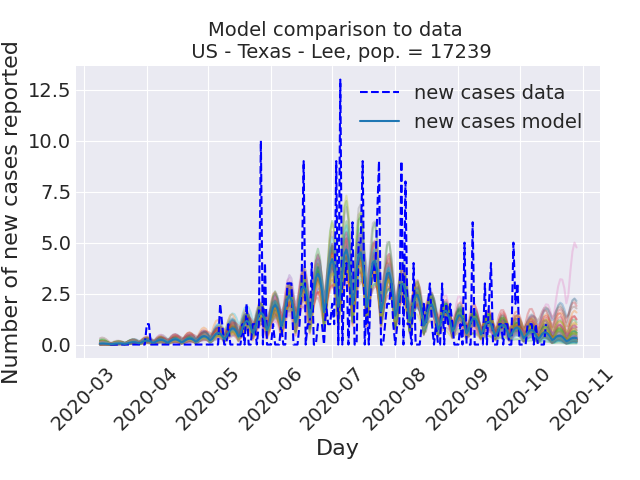 Model comparison to data
US - Texas - Lee, pop. = 17239
Number of new cases reported
12.5
10.0
7.5
5.0
2.5
0.0
new cases data
new cases model
2020-03
2020-04
2020-05
2020-06
2020-07
2020-08
2020-09
2020-10
2020-11
Day